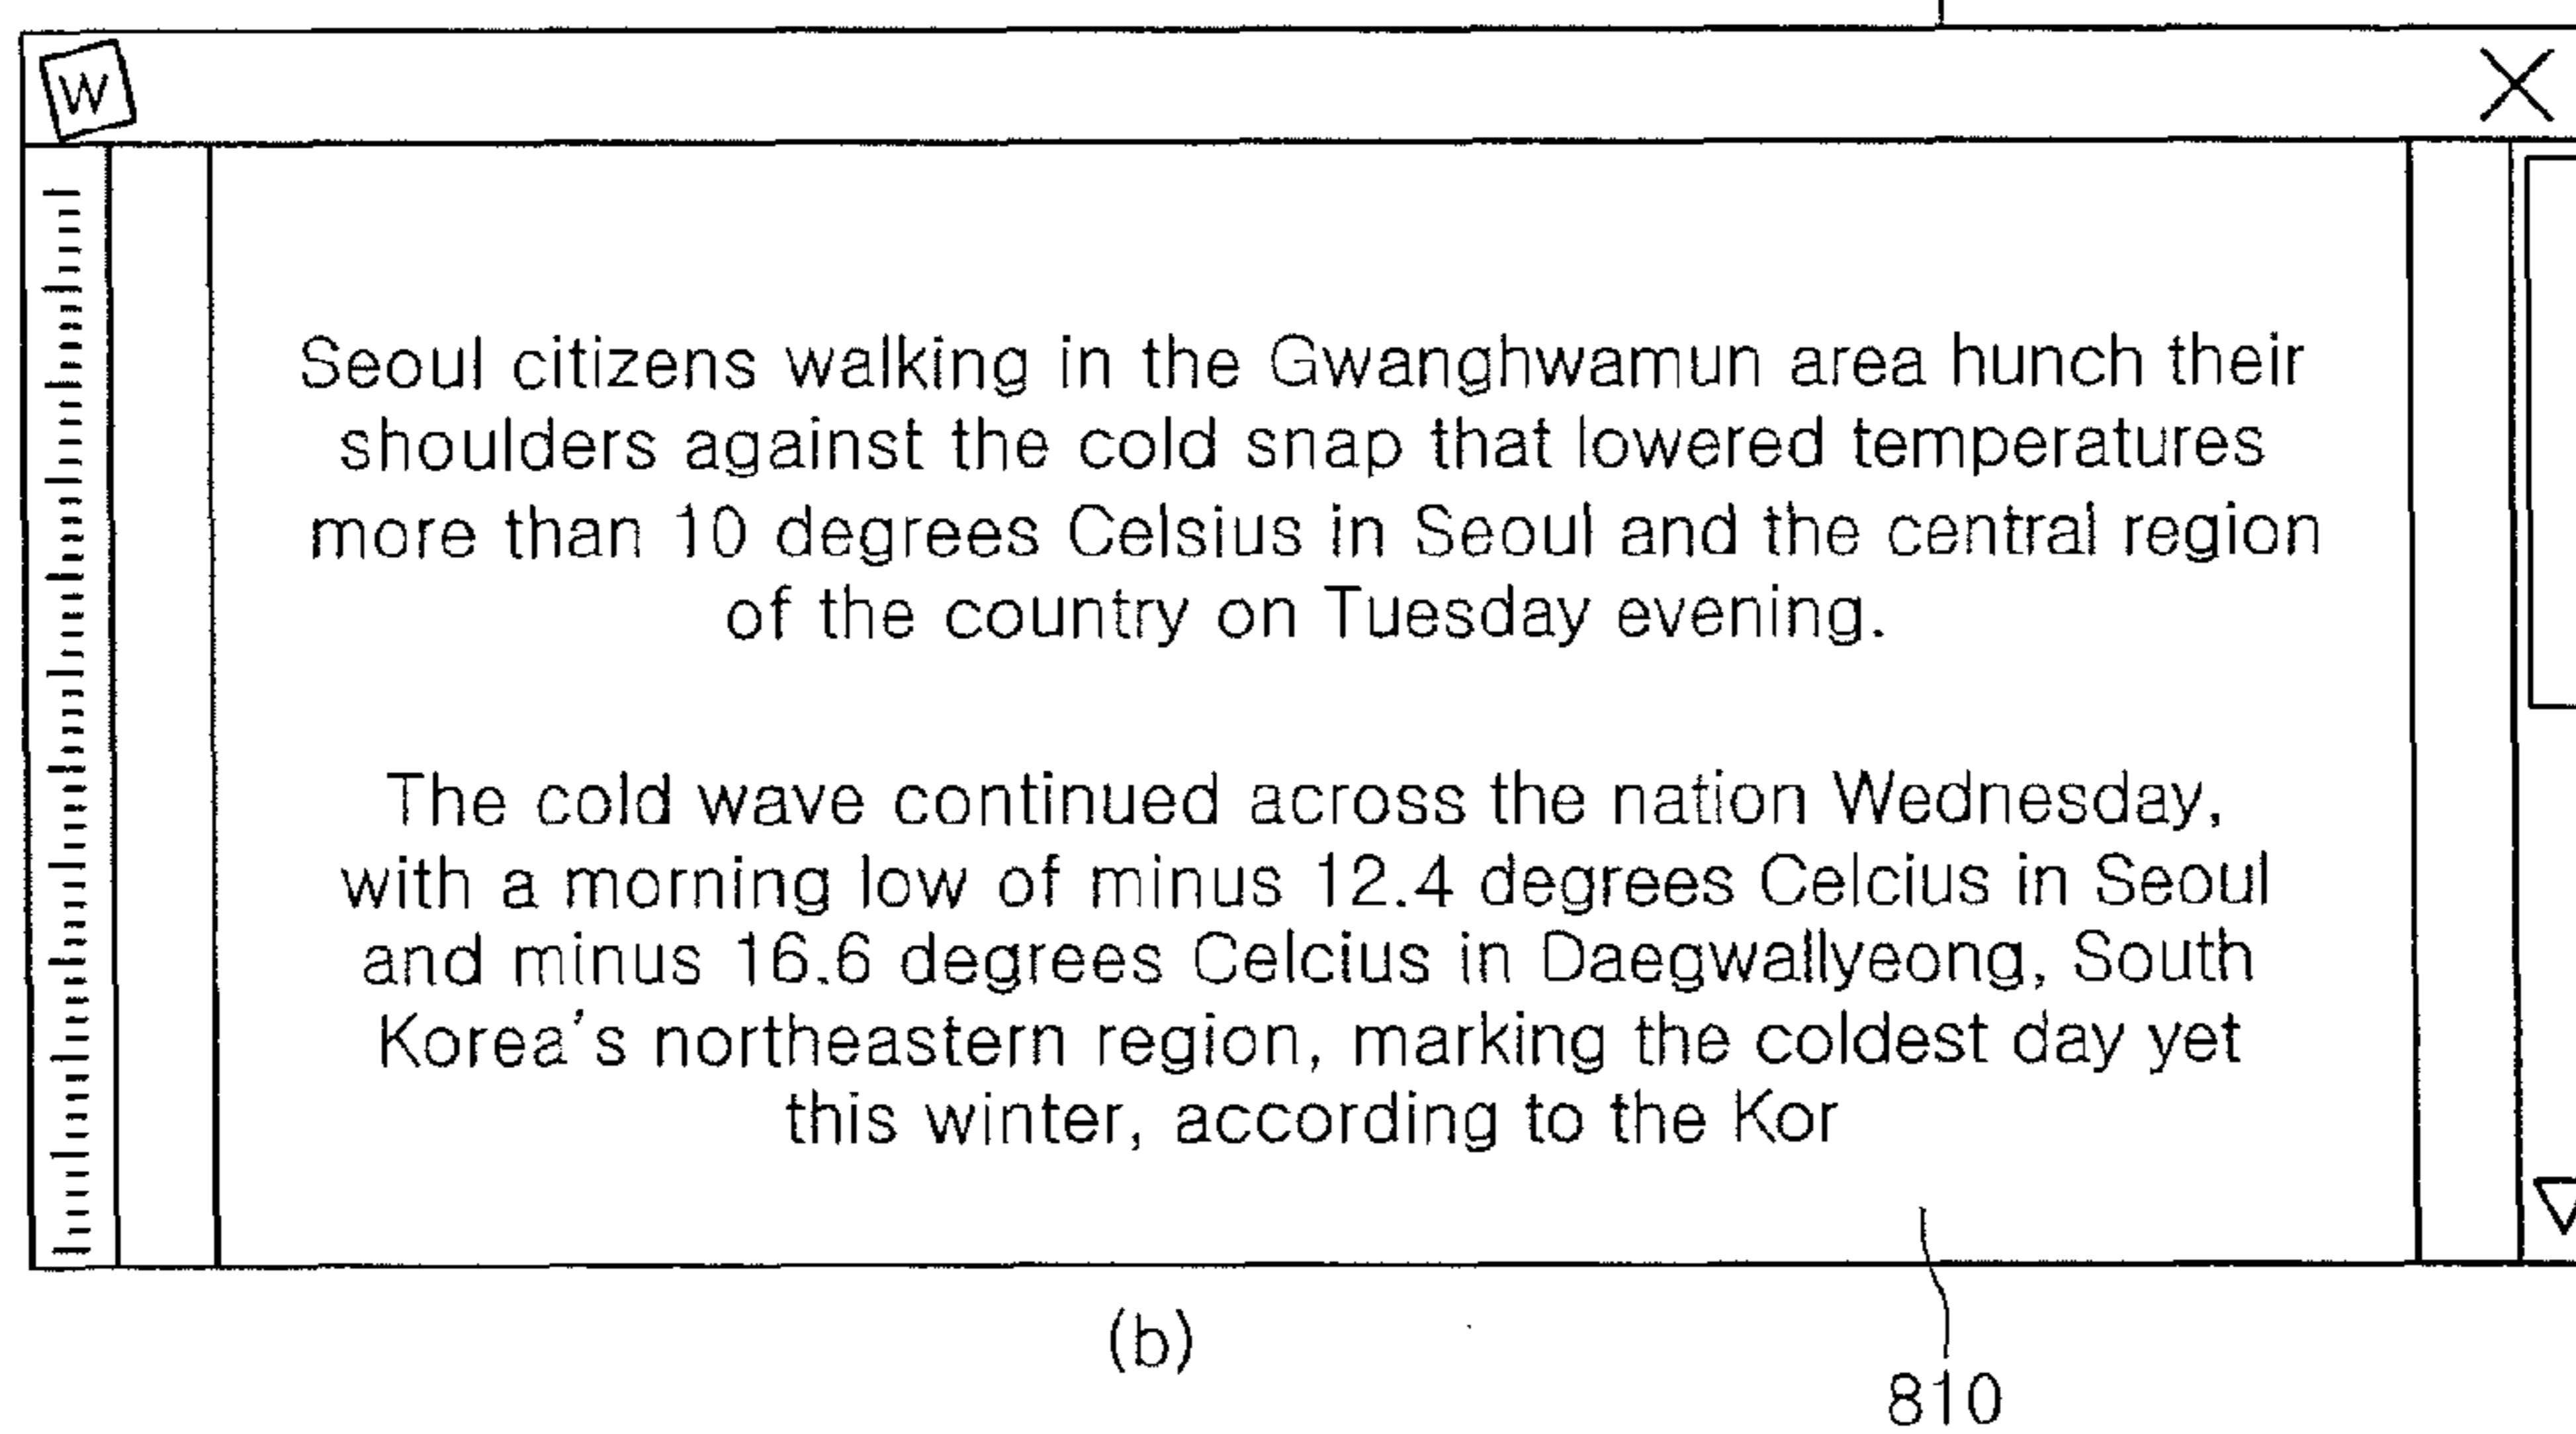 W
Seoul citizens walking in the Gwanghwamun area hunch their
shoulders against the cold snap that lowered temperatures
more than 10 degrees Celsius in Seoul and the central region
of the country on Tuesday evening.
The cold wave continued across the nation Wednesday,
with a morning low of minus 12.4 degrees Celcius in Seoul
and minus 16.6 degrees Celcius in Daegwallyeong, South
Korea's northeastern region, marking the coldest day yet
this winter, according to the Kor
(b)
810